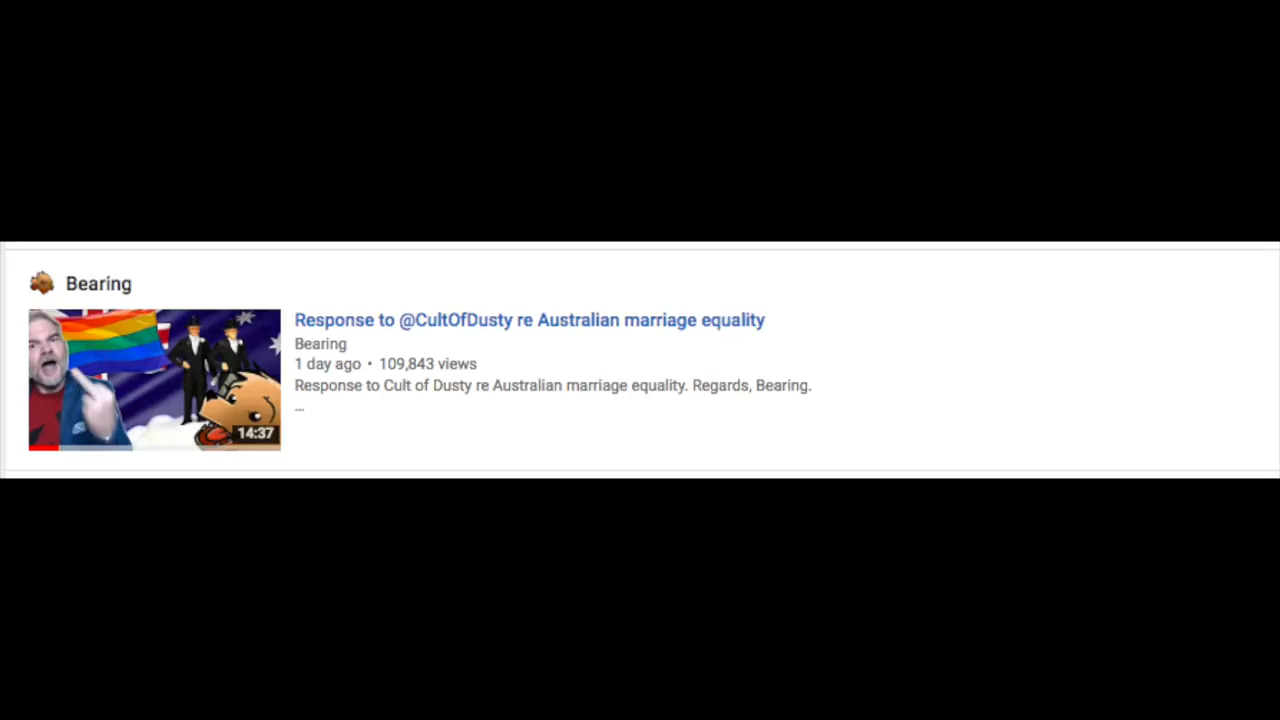 Bearing
Response to @CultOfDusty re Australian marriage equality
Bearing
1 day ago • 109,843 views
Response to Cult of Dusty re Australian marriage equality. Regards, Bearing.
...
14:37